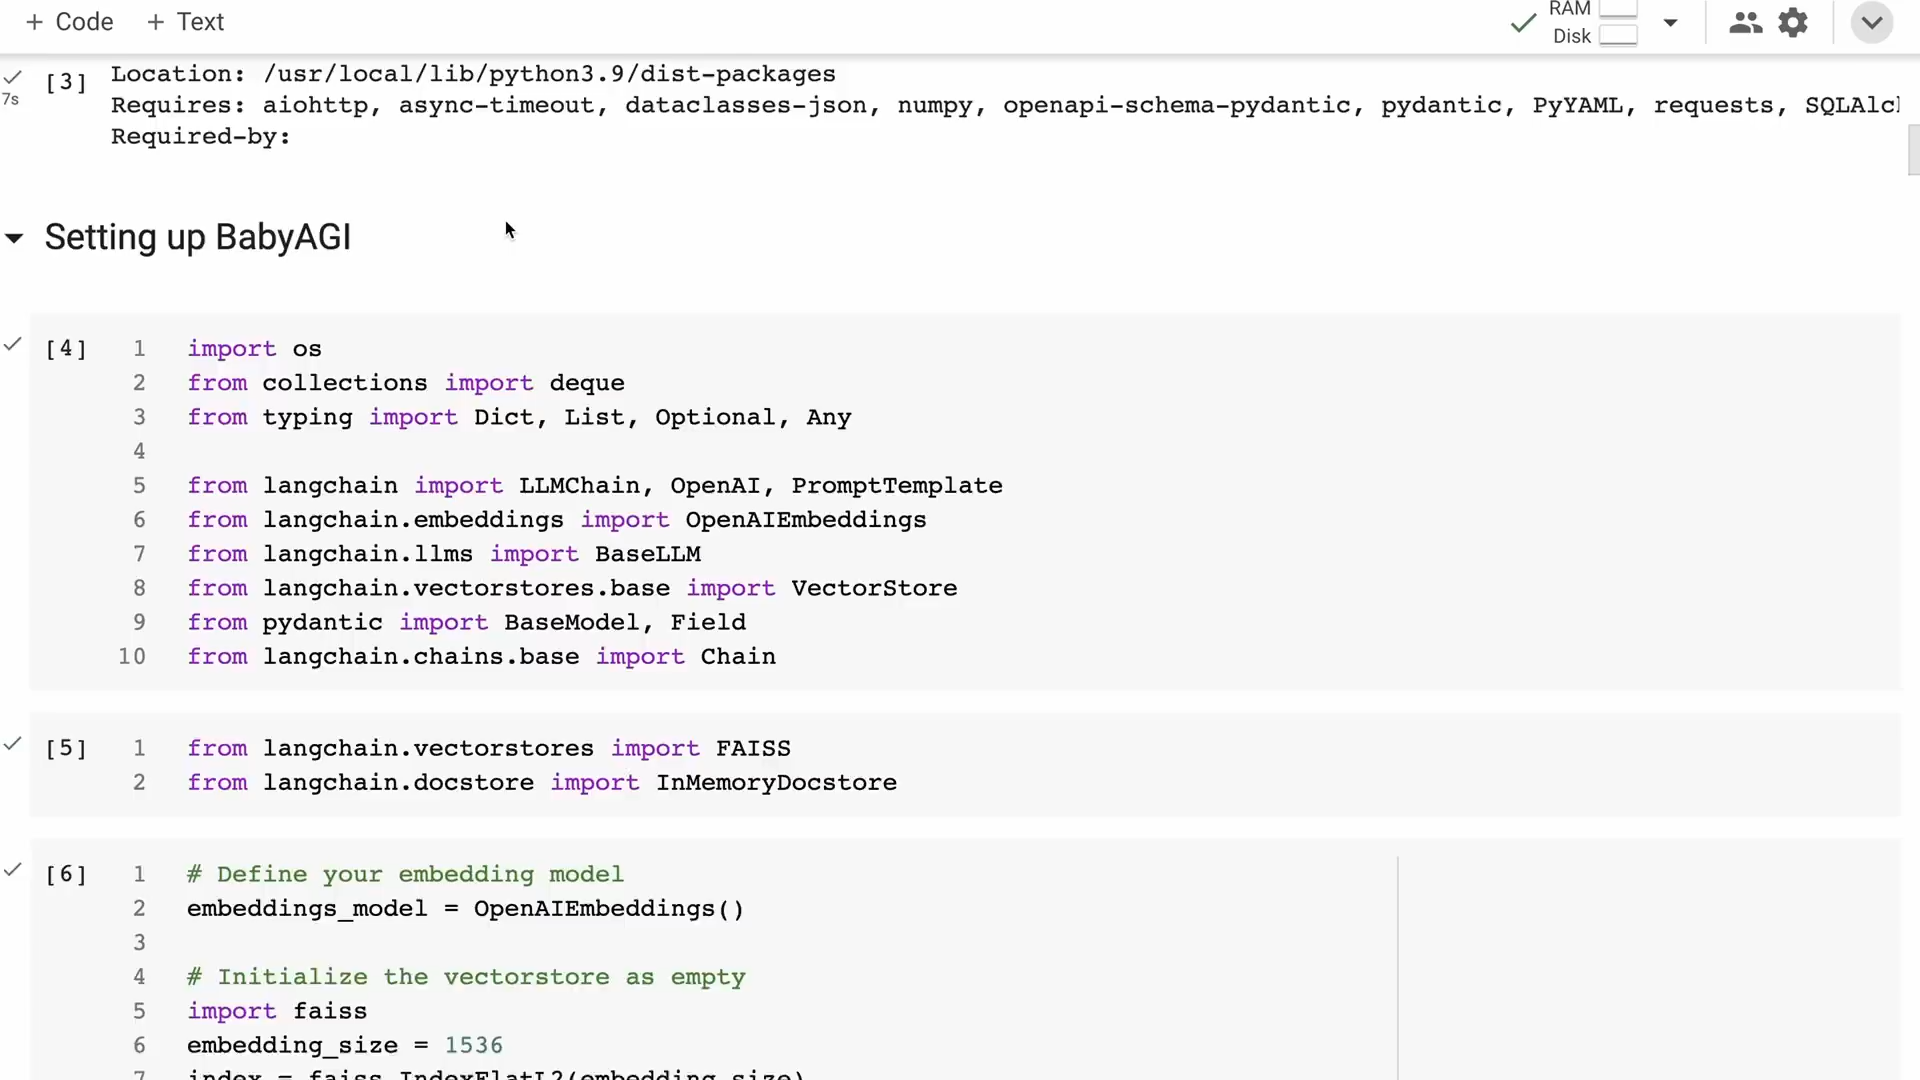 + Code + Text
RAM
Disk
7s
[3] Location: /usr/local/lib/python3.9/dist-packages
Requires: aiohttp, async-timeout, dataclasses-json, numpy, openapi-schema-pydantic, pydantic, PyYAML, requests,
Required-by:
Setting up BabyAGI
[4] 1 import os
2 from collections import deque
3 from typing import Dict, List, Optional, Any
4
5 from langchain import LLMChain, OpenAI, PromptTemplate
6 from langchain.embeddings import OpenAIEmbeddings
7 from langchain.llms import BaseLLM
8 from langchain.vectorstores.base import VectorStore
9 from pydantic import BaseModel, Field
10 from langchain.chains.base import Chain
[5] 1 from langchain.vectorstores import FAISS
2 from langchain.docstore import InMemoryDocstore
[6] 1 # Define your embedding model
2 embeddings_model = OpenAIEmbeddings()
3
4 # Initialize the vectorstore as empty
5 import faiss
6 embedding_size = 1536
7 index = faiss.IndexFlatL2(embedding_size)